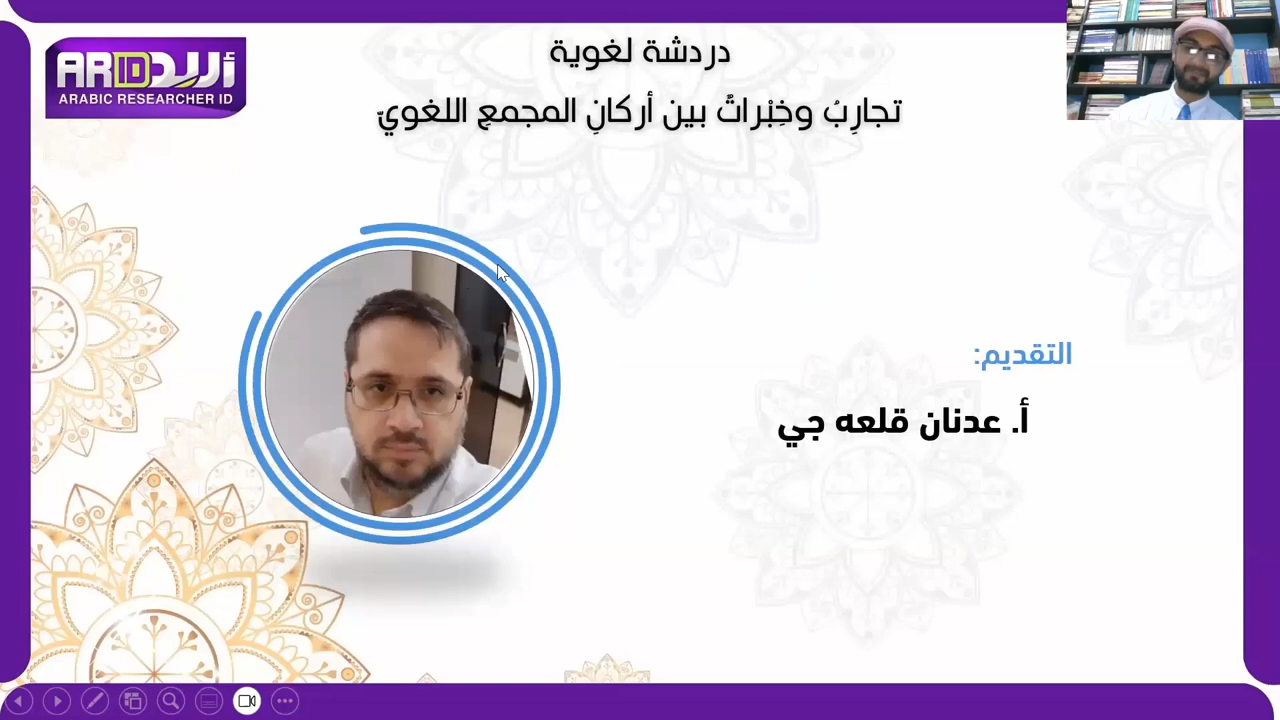 دردشة لغوية
تجارِبُ وخِبْراتٌ بين أركانِ المجمعِ اللغويّ
ARID أريد
ARABIC RESEARCHER ID
التقديم:
أ. عدنان قلعه جي